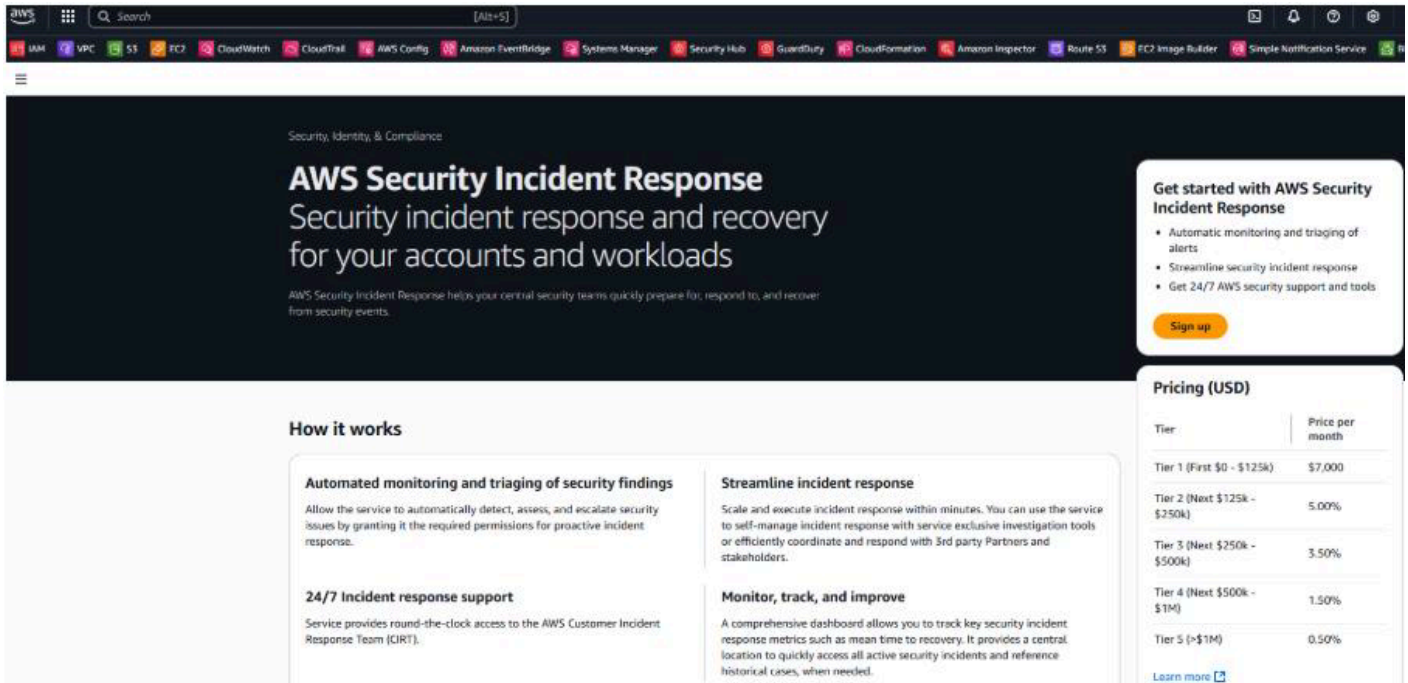 aws
Search
[Alt+S]
IAM
VPC
S3
EC2
CloudWatch
CloudTrail
AWS Config
Amazon EventBridge
Systems Manager
Security Hub
GuardDuty
CloudFormation
Amazon Inspector
Route 53
EC2 Image Builder
Simple Notification Service
Security, Identity, & Compliance
AWS Security Incident Response
Security incident response and recovery
for your accounts and workloads
AWS Security Incident Response helps your central security teams quickly prepare for, respond to, and recover
from security events.
Get started with AWS Security
Incident Response
Automatic monitoring and triaging of
alerts
Streamline security incident response
Get 24/7 AWS security support and tools
Sign up
Pricing (USD)
Tier
Price per
month
Tier 1 (First $0 - $125k)
$7,000
Tier 2 (Next $125k -
$250k)
5.00%
Tier 3 (Next $250k -
$500k)
3.50%
Tier 4 (Next $500k -
$1M)
1.50%
Tier 5 (>$1M)
0.50%
Learn more
How it works
Automated monitoring and triaging of security findings
Allow the service to automatically detect, assess, and escalate security
issues by granting it the required permissions for proactive incident
response.
Streamline incident response
Scale and execute incident response within minutes. You can use the service
to self-manage incident response with service exclusive investigation tools
or efficiently coordinate and respond with 3rd party Partners and
stakeholders.
24/7 Incident response support
Service provides round-the-clock access to the AWS Customer Incident
Response Team (CIRT).
Monitor, track, and improve
A comprehensive dashboard allows you to track key security incident
response metrics such as mean time to recovery. It provides a central
location to quickly access all active security incidents and reference
historical cases, when needed.